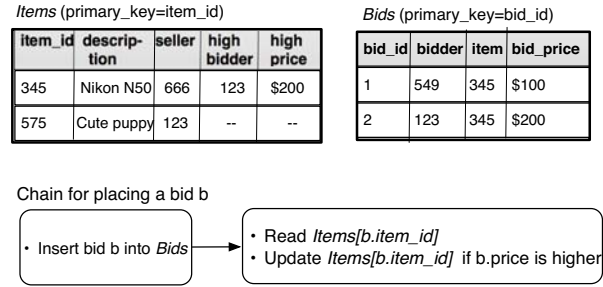 Items (primary_key=item_id)
item_id descrip-tion seller high bidder high price
345 Nikon N50 666 123 $200
575 Cute puppy 123 -- --
Bids (primary_key=bid_id)
bid_id bidder item bid_price
1 549 345 $100
2 123 345 $200
Chain for placing a bid b
• Insert bid b into Bids
• Read Items[b.item_id]
• Update Items[b.item_id] if b.price is higher